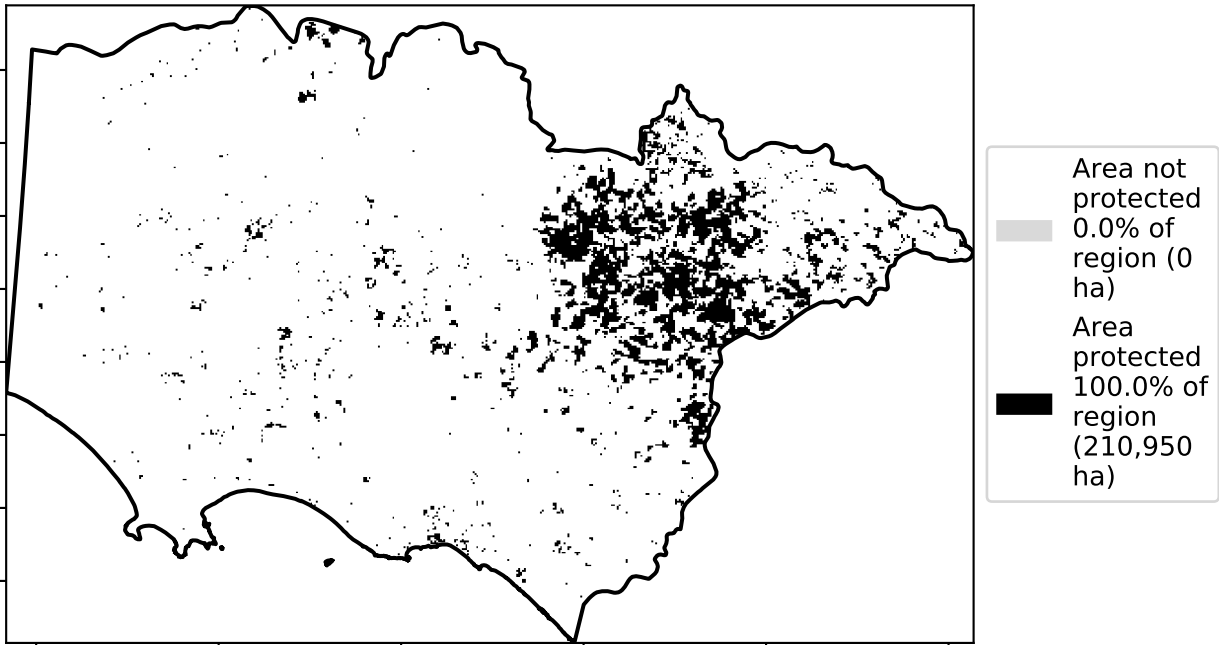 Area not
protected
0.0% of
region (0
ha)
Area
protected
100.0% of
region
(210,950
ha)